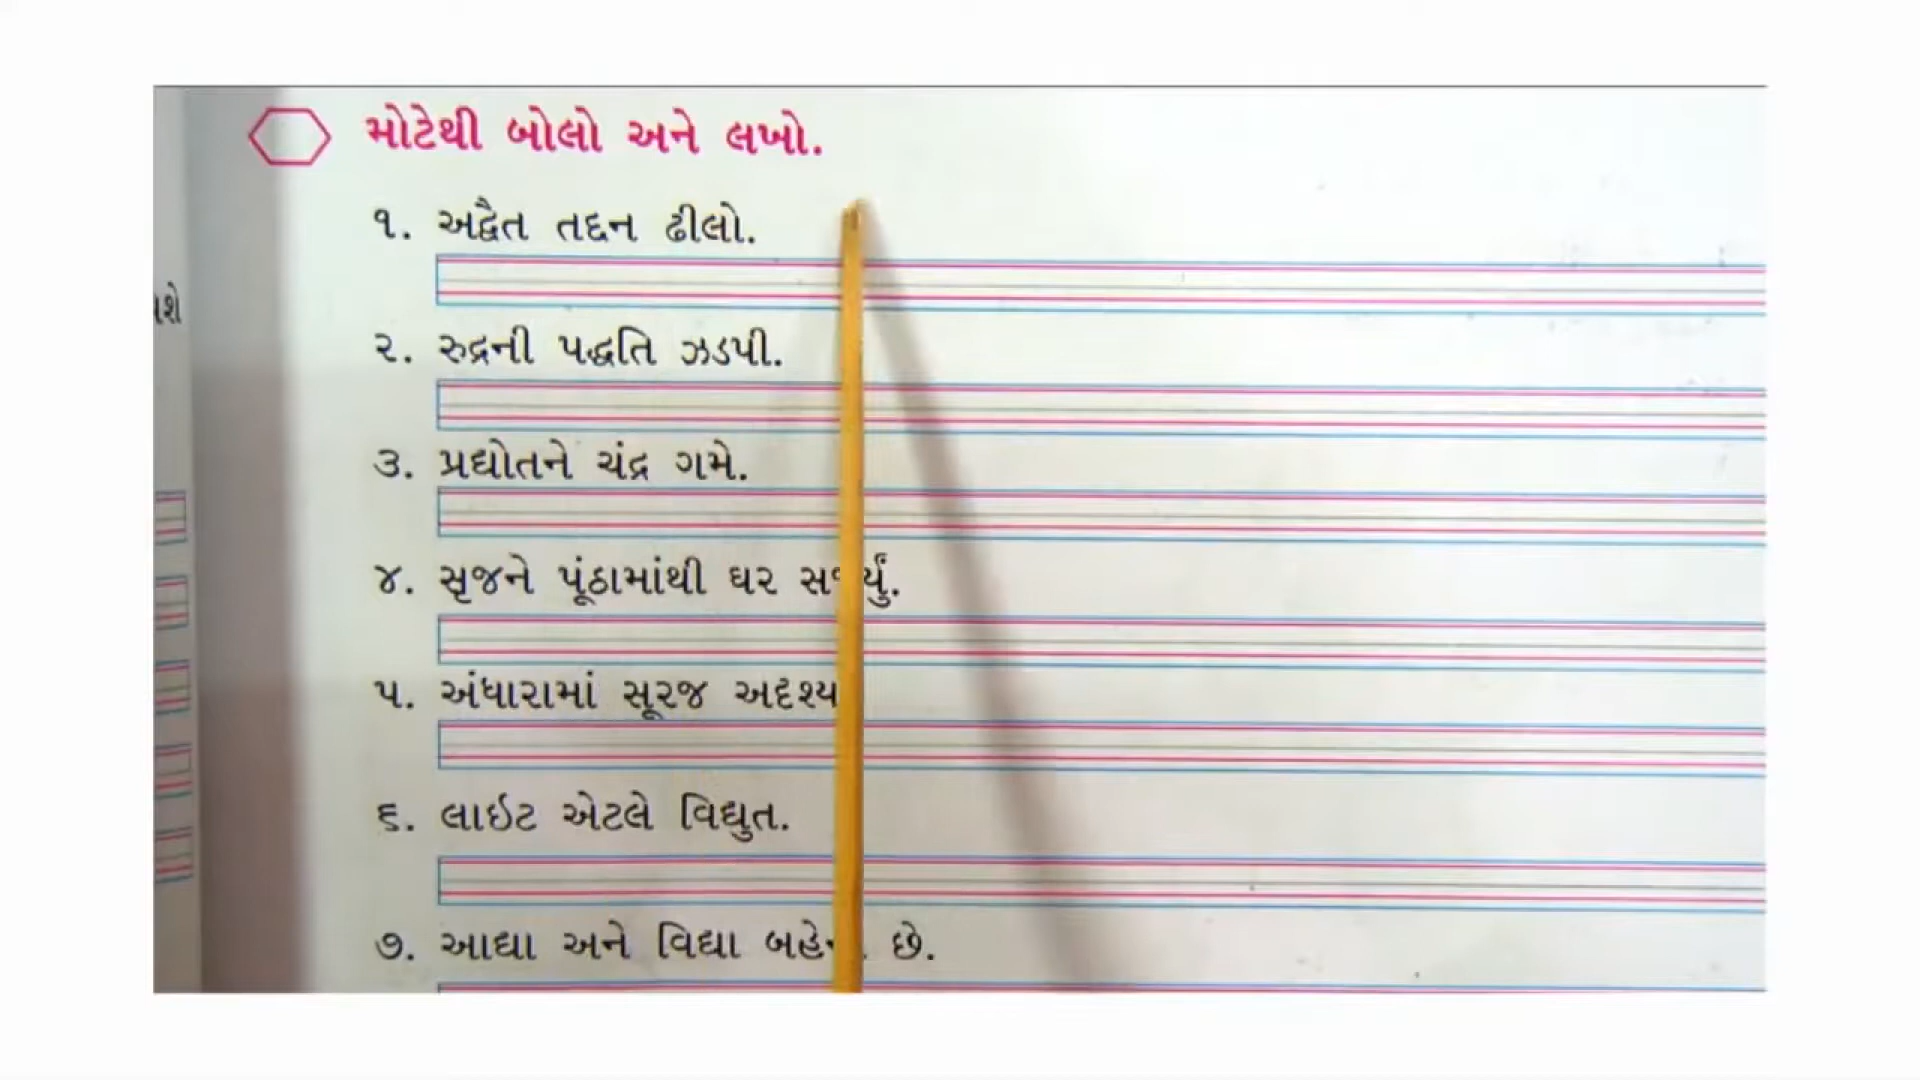 મોટેથી બોલો અને લખો.
૧. અદ્વૈત તદ્દન ઢીલો.
૨. રુદ્રની પદ્ધતિ ઝડપી.
શે
૩. પ્રદ્યોતને ચંદ્ર ગમે.
૪. સૃજને પૂંઠામાંથી ઘર
૫. અંધારામાં સૂરજ અદૃશ્ય
૬. લાઇટ એટલે વિદ્યુત.
૭. આદ્યા અને વિદ્યા છે.